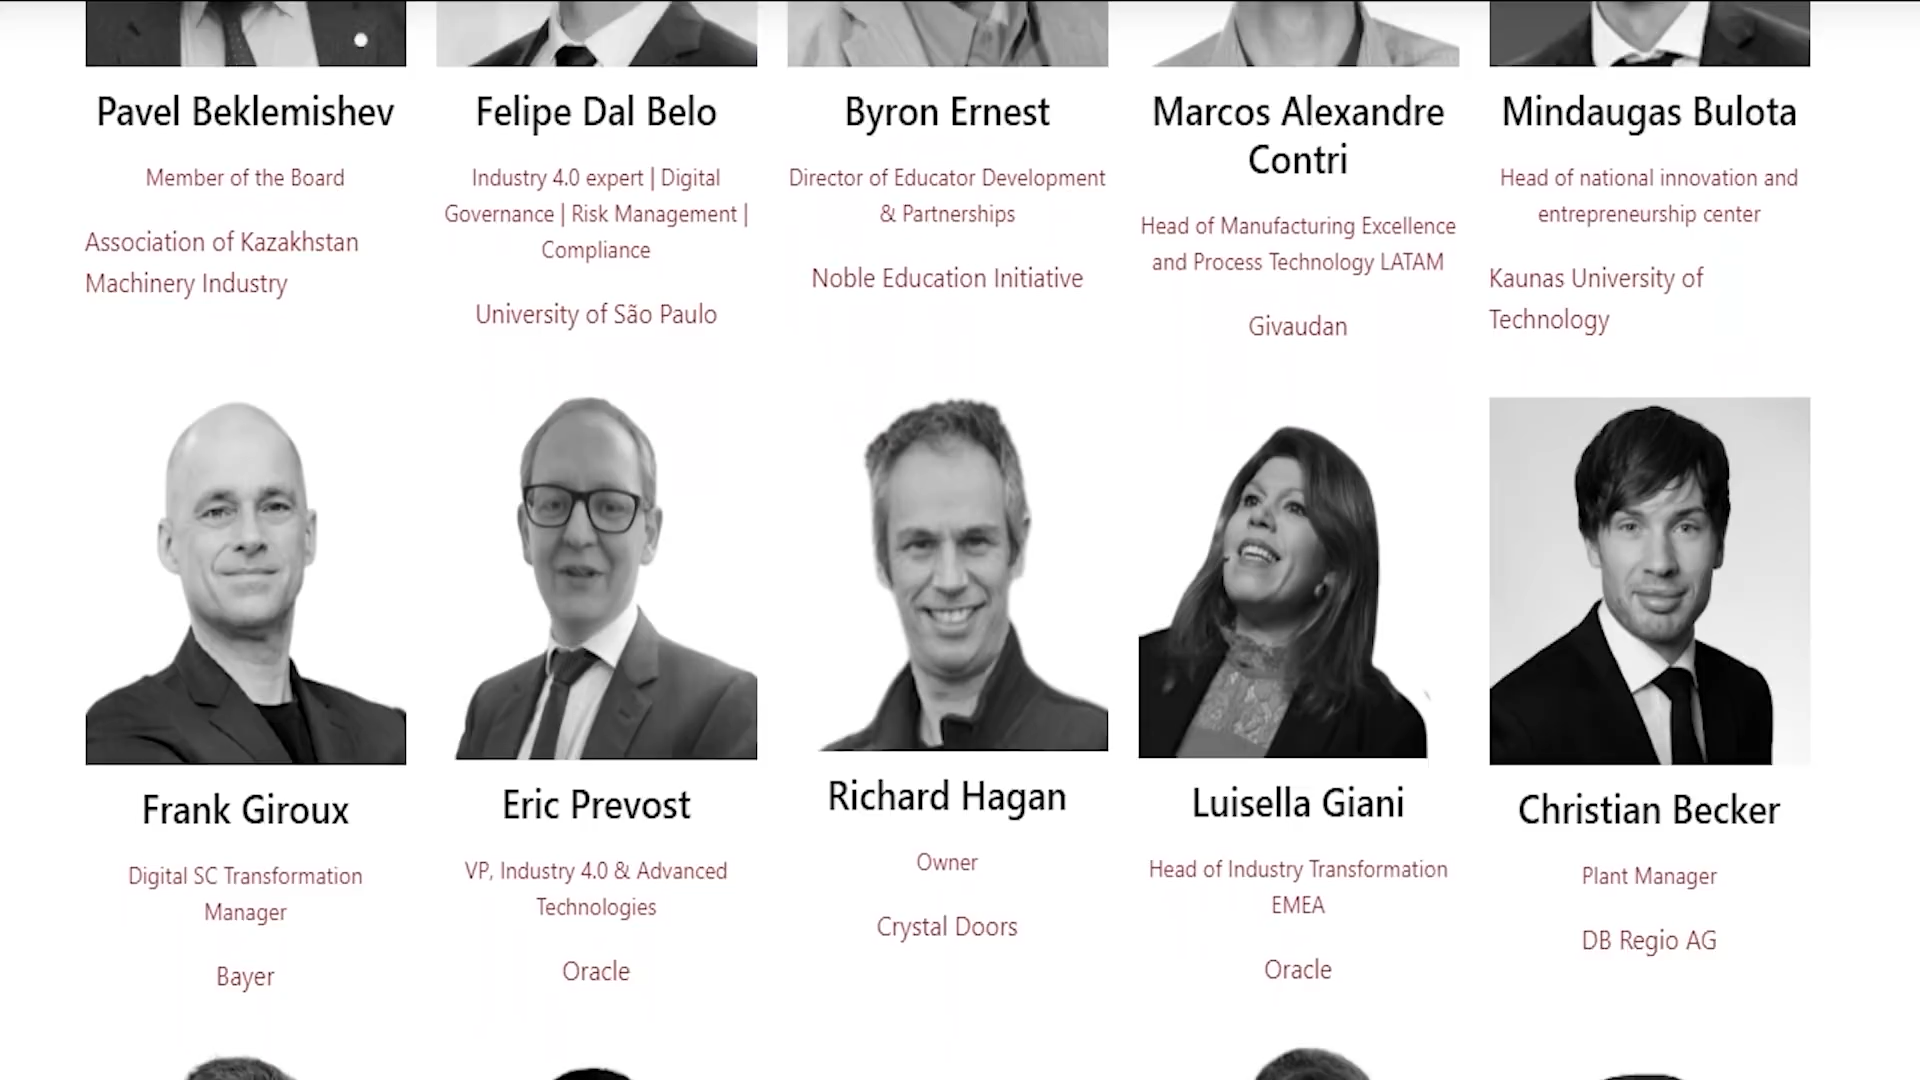 Pavel Beklemishev
Member of the Board
Association of Kazakhstan
Machinery Industry
Felipe Dal Belo
Industry 4.0 expert | Digital
Governance | Risk Management |
Compliance
University of São Paulo
Byron Ernest
Director of Educator Development
& Partnerships
Noble Education Initiative
Marcos Alexandre
Contri
Head of Manufacturing Excellence
and Process Technology LATAM
Givaudan
Mindaugas Bulota
Head of national innovation and
entrepreneurship center
Kaunas University of
Technology
Frank Giroux
Digital SC Transformation
Manager
Bayer
Eric Prevost
VP, Industry 4.0 & Advanced
Technologies
Oracle
Richard Hagan
Owner
Crystal Doors
Luisella Giani
Head of Industry Transformation
EMEA
Oracle
Christian Becker
Plant Manager
DB Regio AG